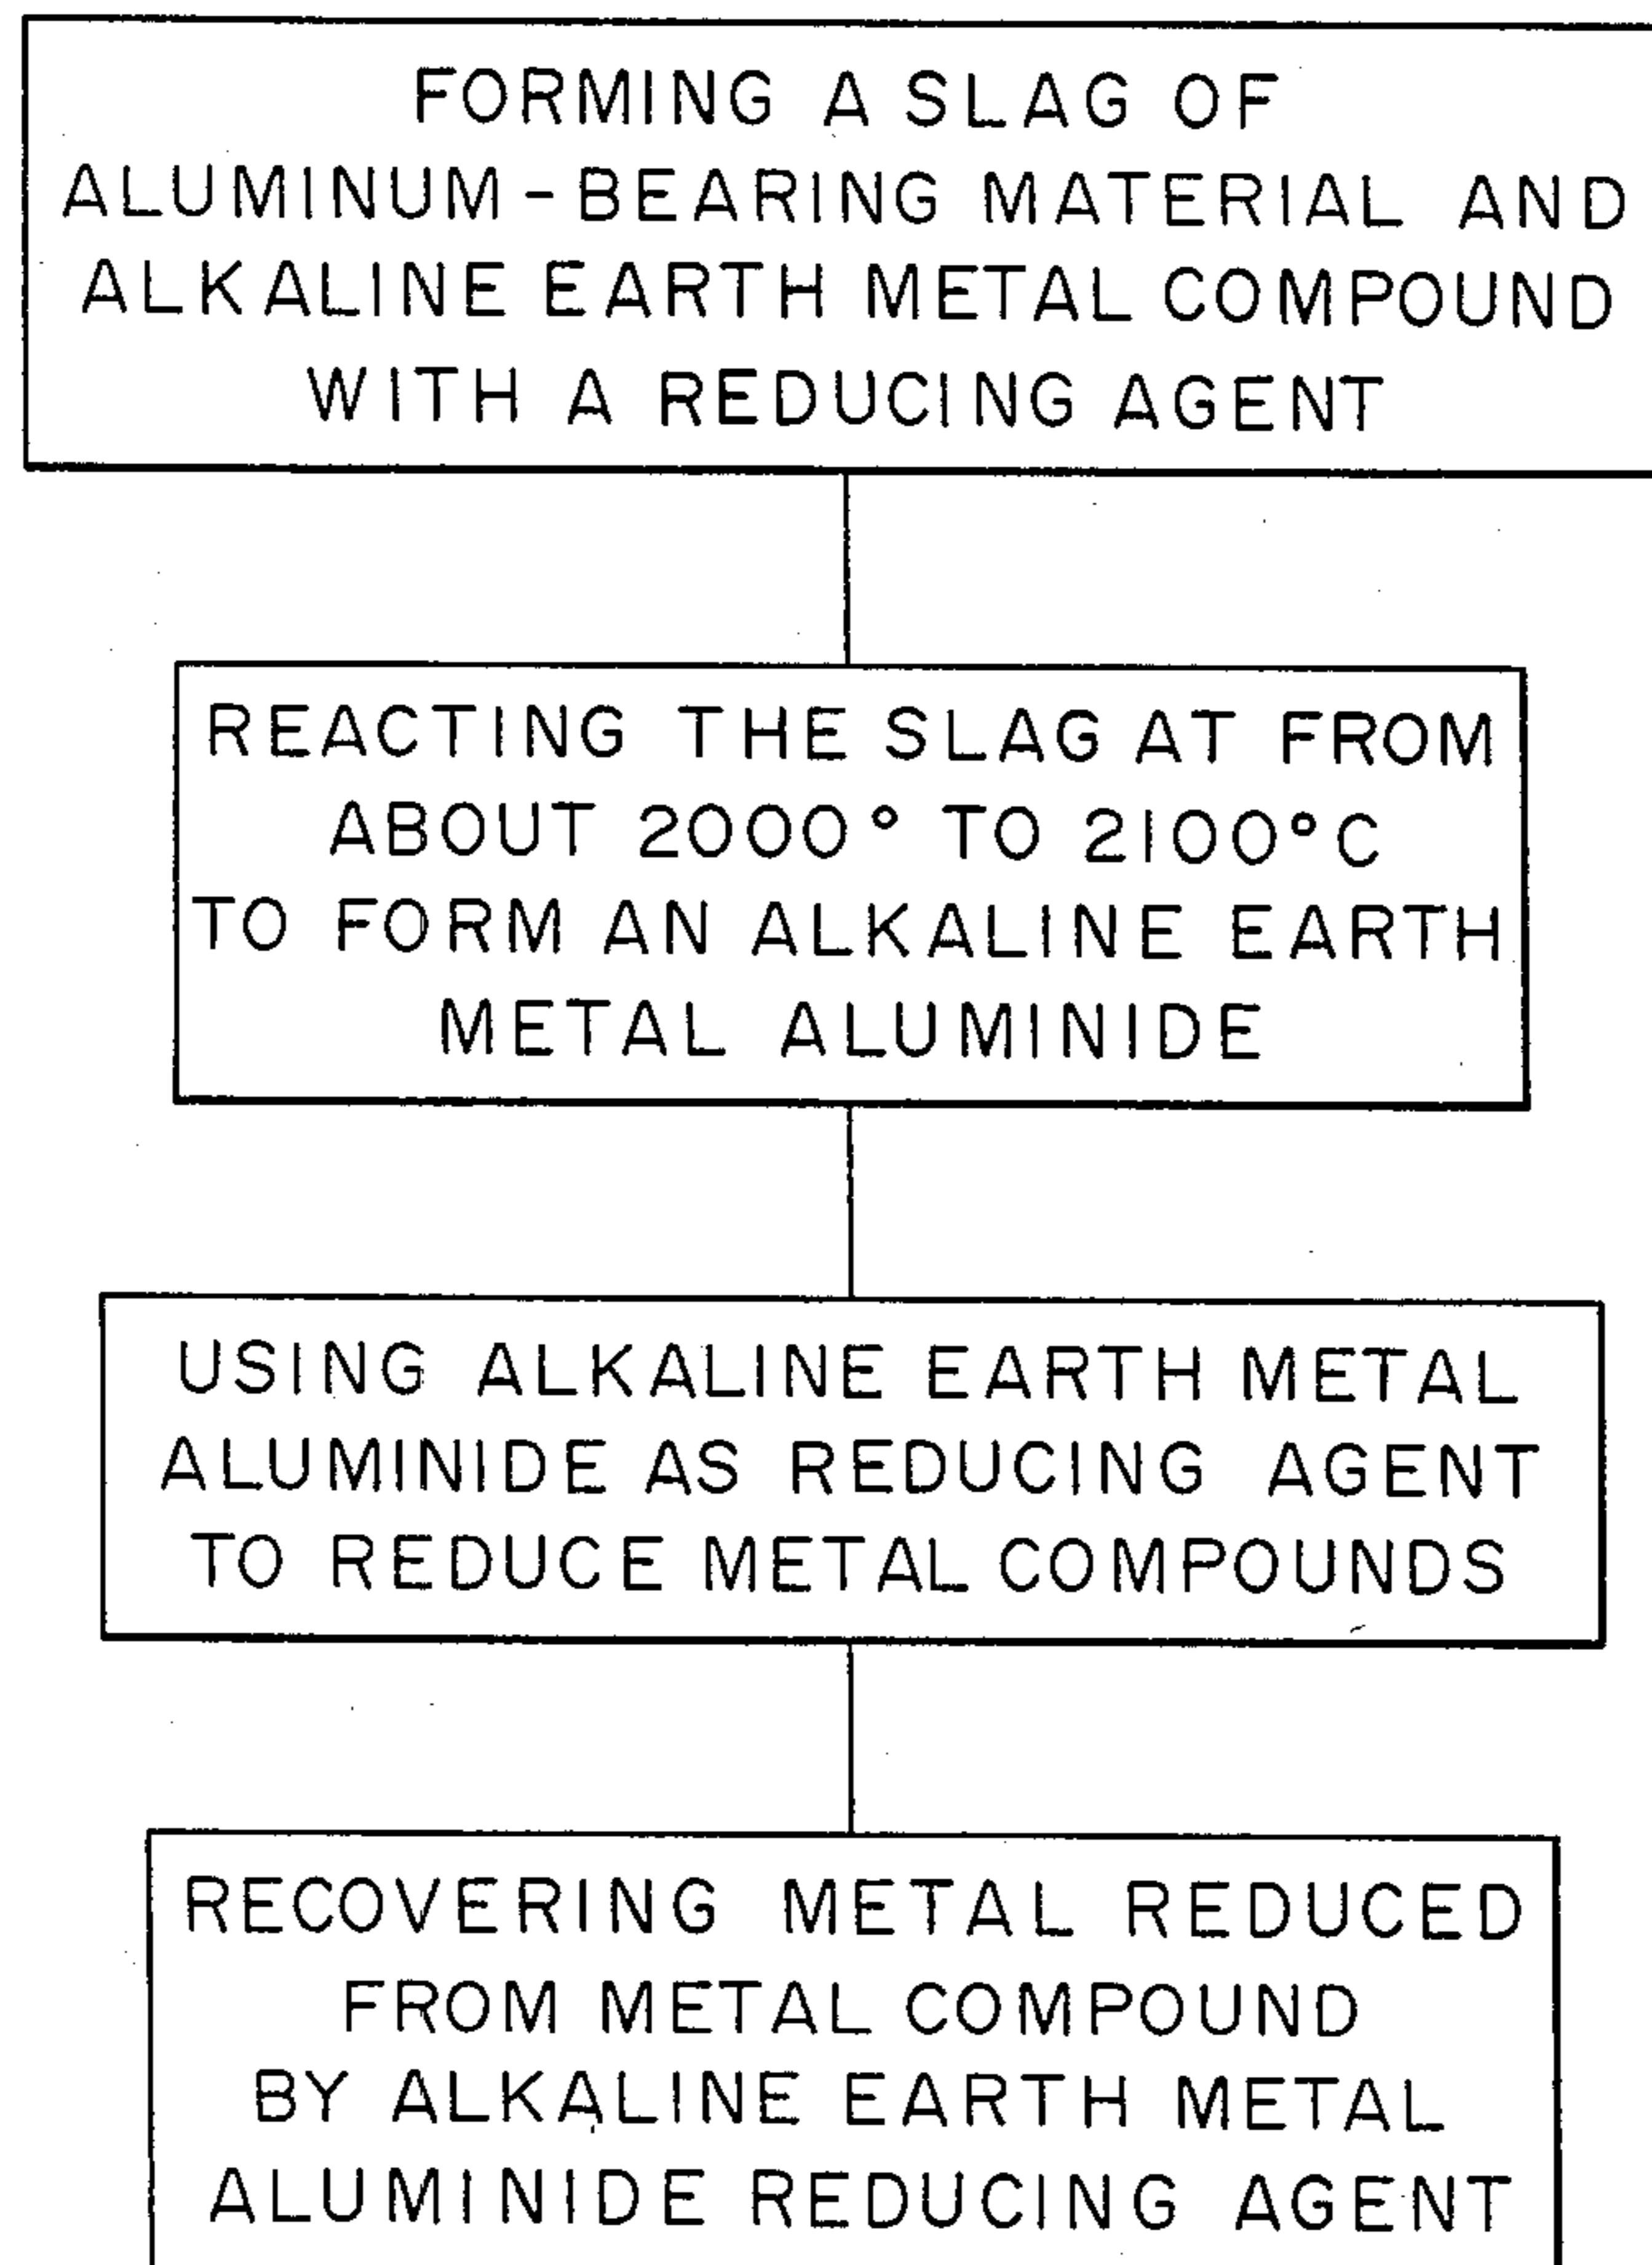 FORMING A SLAG OF
ALUMINUM-BEARING MATERIAL AND
ALKALINE EARTH METAL COMPOUND
WITH A REDUCING AGENT
REACTING THE SLAG AT FROM
ABOUT 2000° TO 2100°C
TO FORM AN ALKALINE EARTH
METAL ALUMINIDE
USING ALKALINE EARTH METAL
ALUMINIDE AS REDUCING AGENT
TO REDUCE METAL COMPOUNDS
RECOVERING METAL REDUCED
FROM METAL COMPOUND
BY ALKALINE EARTH METAL
ALUMINIDE REDUCING AGENT